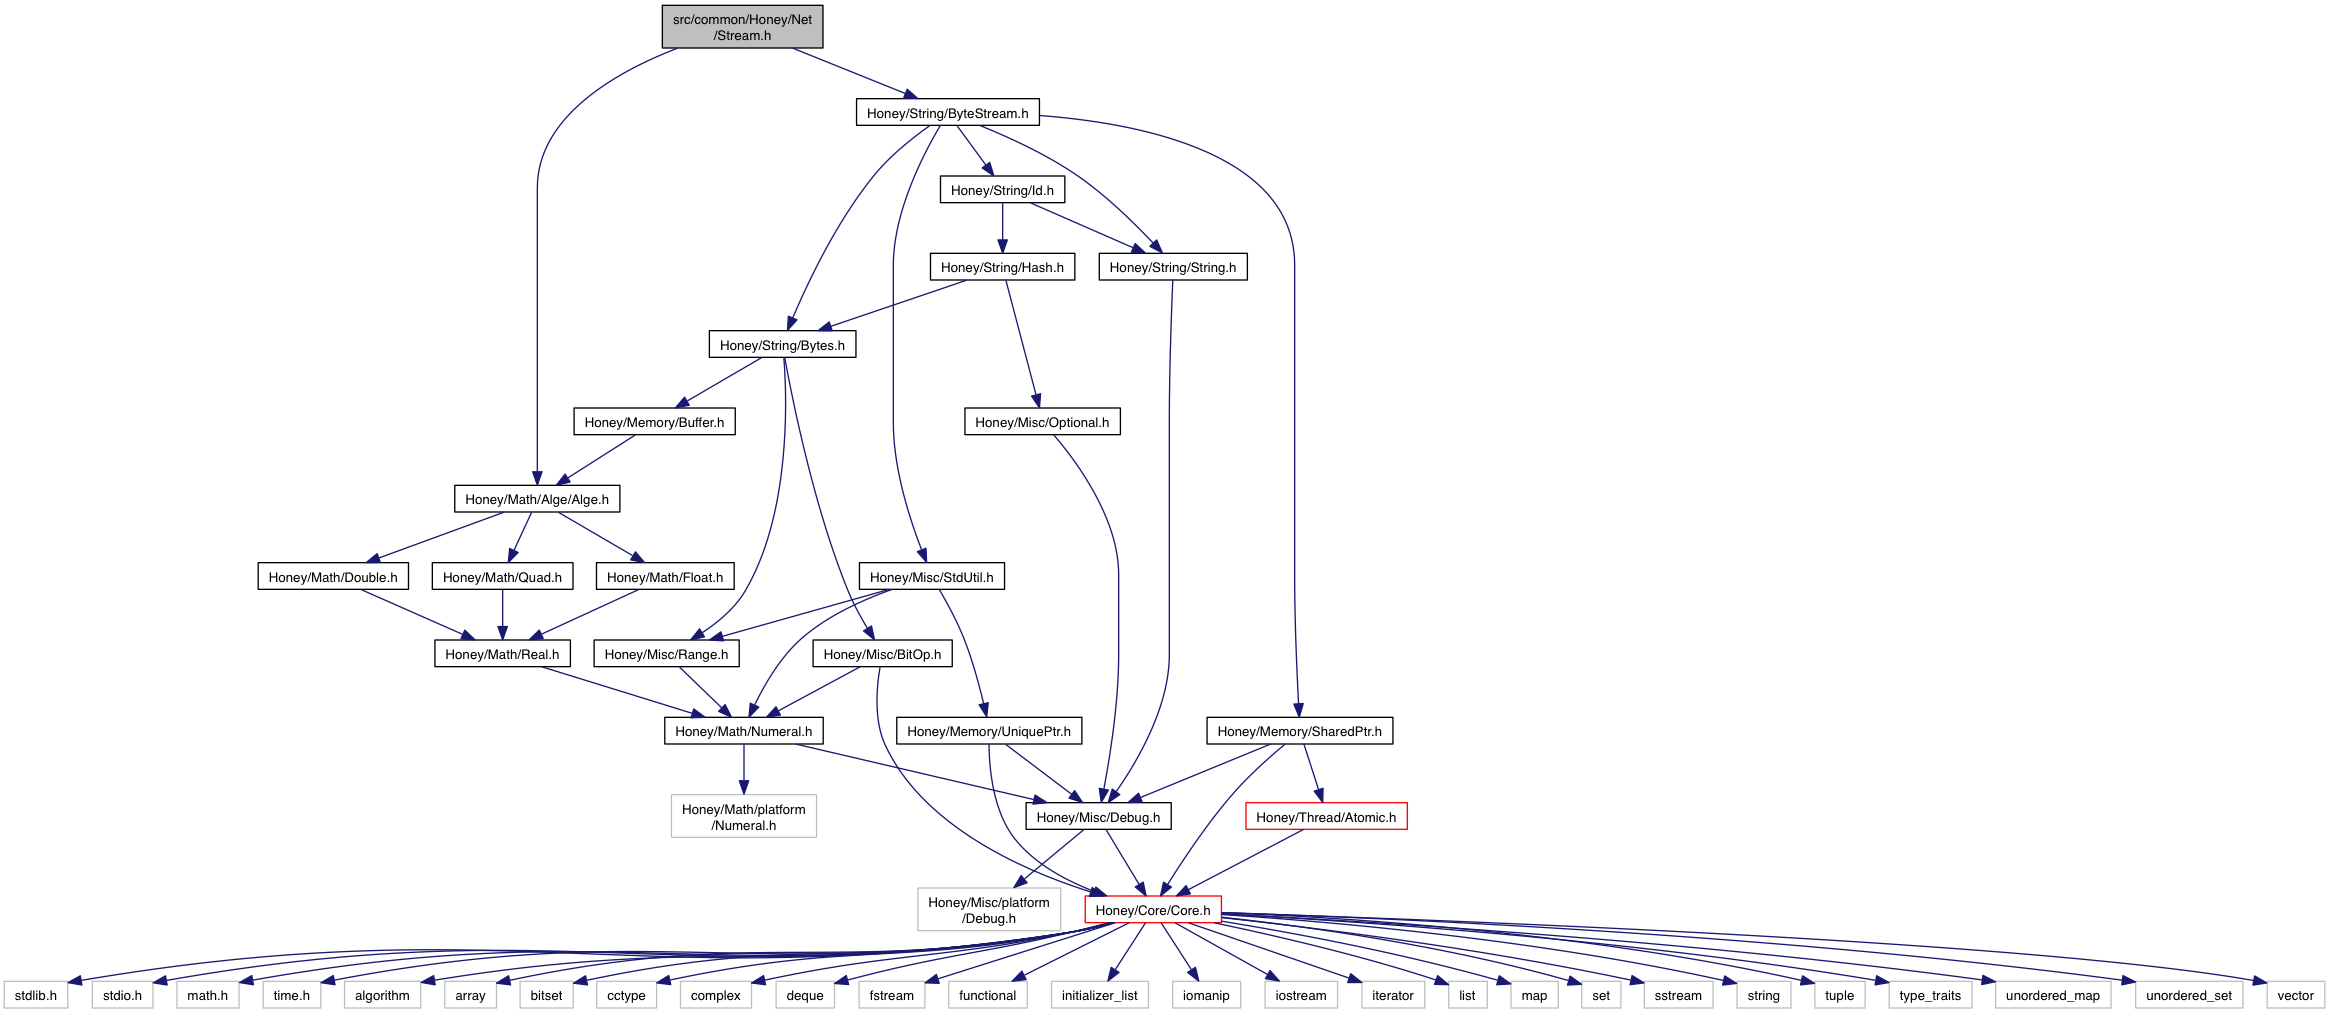 src/common/Honey/Net
/Stream.h
Honey/String/ByteStream.h
Honey/String/Id.h
Honey/String/Hash.h
Honey/String/String.h
Honey/String/Bytes.h
Honey/Memory/Buffer.h
Honey/Misc/Optional.h
Honey/Math/Alge/Alge.h
Honey/Math/Double.h
Honey/Math/Quad.h
Honey/Math/Float.h
Honey/Misc/StdUtil.h
Honey/Math/Real.h
Honey/Misc/Range.h
Honey/Misc/BitOp.h
Honey/Math/Numeral.h
Honey/Memory/UniquePtr.h
Honey/Memory/SharedPtr.h
Honey/Math/platform
/Numeral.h
Honey/Misc/Debug.h
Honey/Thread/Atomic.h
Honey/Misc/platform
/Debug.h
Honey/Core/Core.h
stdlib.h
stdio.h
math.h
time.h
algorithm
array
bitset
cctype
complex
deque
fstream
functional
initializer_list
iomanip
iostream
iterator
list
map
set
sstream
string
tuple
type_traits
unordered_map
unordered_set
vector